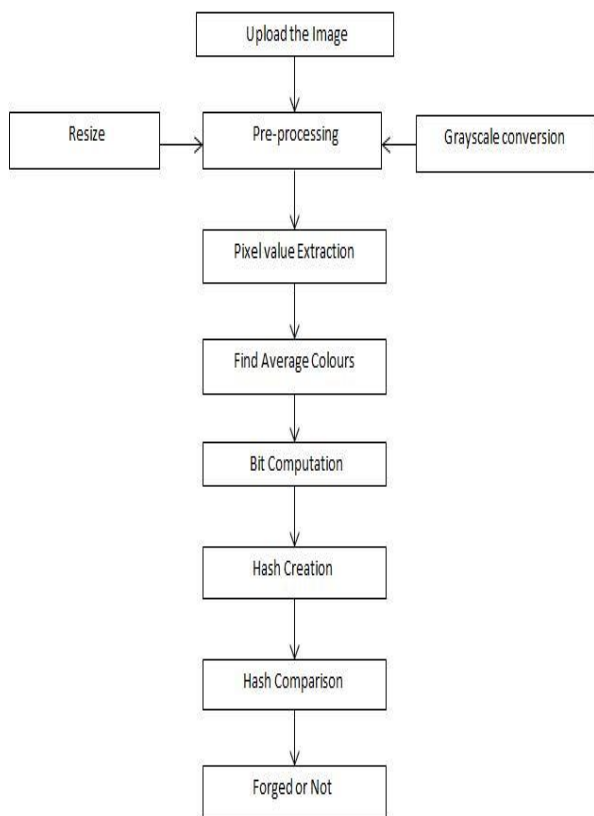 Upload the Image
Resize
Pre-processing
Grayscale conversion
Pixel value Extraction
Find Average Colours
Bit Computation
Hash Creation
Hash Comparison
Forged or Not